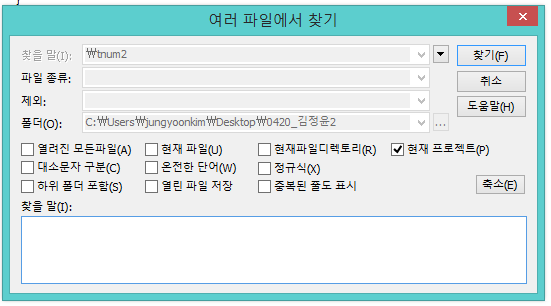 여러 파일에서 찾기
찾을 말(I): ₩tnum2 찾기(F)
파일 종류: 취소
제외: 도움말(H)
폴더(O): C:₩Users₩jungyoonkim₩Desktop₩0420_김정윤2 ...
열려진 모든파일(A) 현재 파일(U) 현재파일디렉토리(R) 현재 프로젝트(P)
대소문자 구분(C) 온전한 단어(W) 정규식(X)
하위 폴더 포함(S) 열린 파일 저장 중복된 폴도 표시 축소(E)
찾을 말(I):